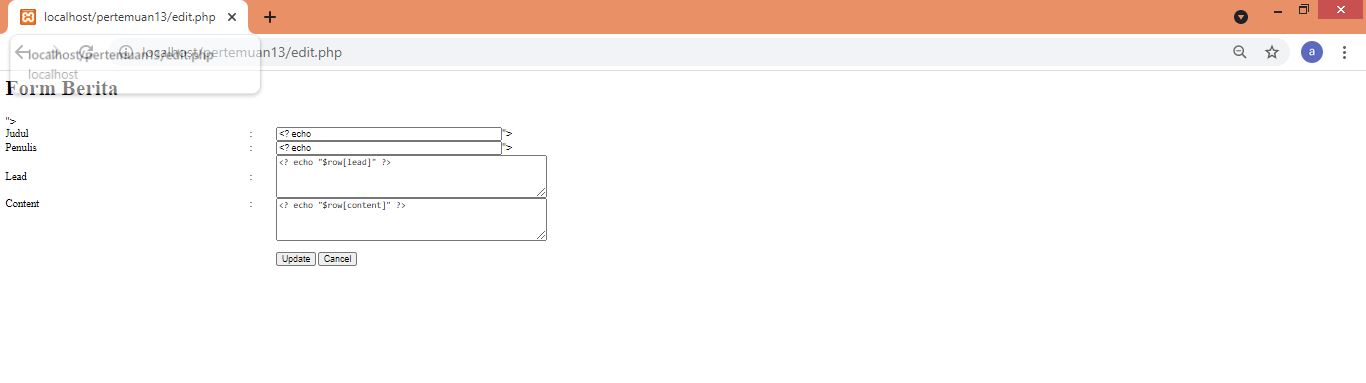 localhost/pertemuan13/edit.php
localhost/pertemuan13/edit.php
a
localhost/pertemuan13/edit.php
localhost
Form Berita
">
Judul : <? echo ">
Penulis : <? echo ">
Lead : <? echo "$row[lead]" ?>
Content : <? echo "$row[content]" ?>
Update Cancel